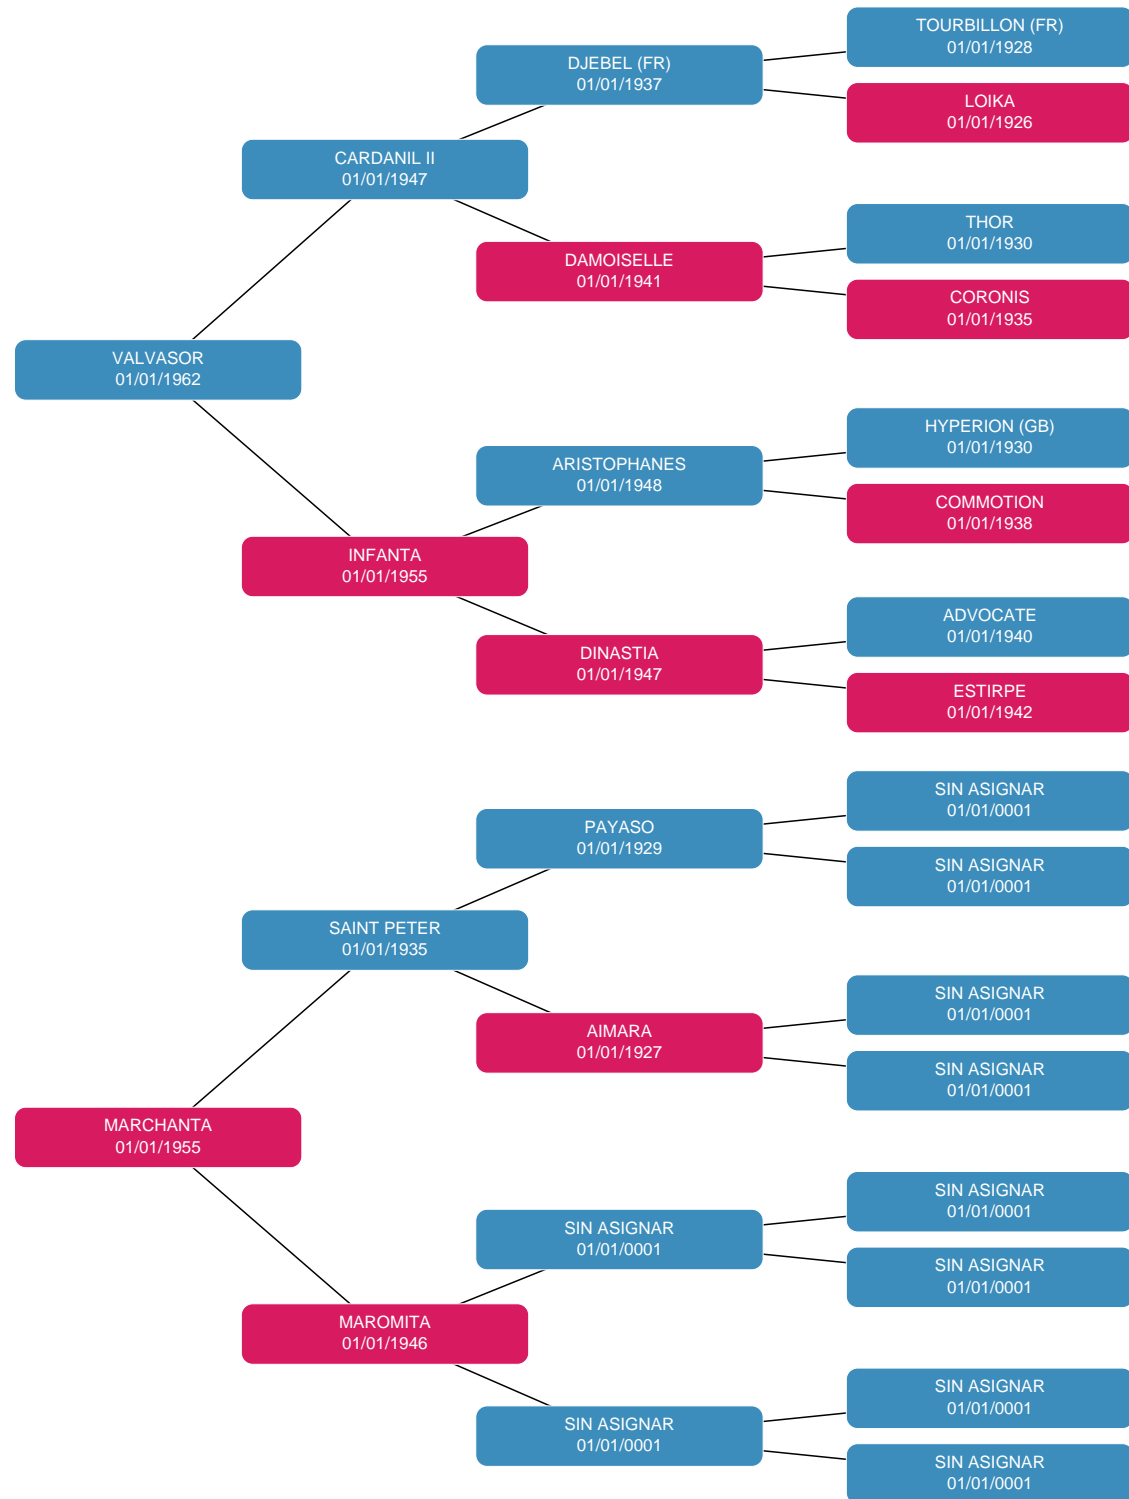 TOURBILLON (FR)
01/01/1928
DJEBEL (FR)
01/01/1937
LOIKA
01/01/1926
CARDANIL II
01/01/1947
THOR
01/01/1930
DAMOISELLE
01/01/1941
CORONIS
01/01/1935
VALVASOR
01/01/1962
HYPERION (GB)
01/01/1930
ARISTOPHANES
01/01/1948
COMMOTION
01/01/1938
INFANTA
01/01/1955
ADVOCATE
01/01/1940
DINASTIA
01/01/1947
ESTIRPE
01/01/1942
SIN ASIGNAR
01/01/0001
PAYASO
01/01/1929
SIN ASIGNAR
01/01/0001
SAINT PETER
01/01/1935
SIN ASIGNAR
01/01/0001
AIMARA
01/01/1927
SIN ASIGNAR
01/01/0001
MARCHANTA
01/01/1955
SIN ASIGNAR
01/01/0001
SIN ASIGNAR
01/01/0001
SIN ASIGNAR
01/01/0001
MAROMITA
01/01/1946
SIN ASIGNAR
01/01/0001
SIN ASIGNAR
01/01/0001
SIN ASIGNAR
01/01/0001